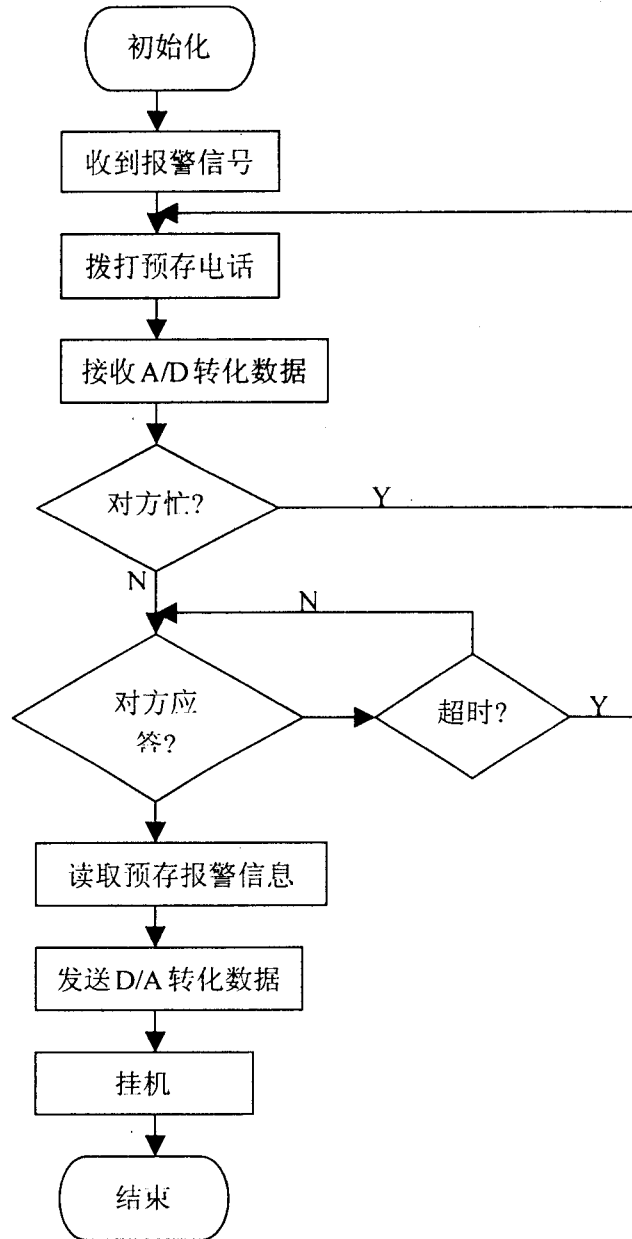 初始化
收到报警信号
拨打预存电话
接收A/D转化数据
对方忙?
Y
N
N
对方应
答?
超时?
Y
读取预存报警信息
发送D/A转化数据
挂机
结束